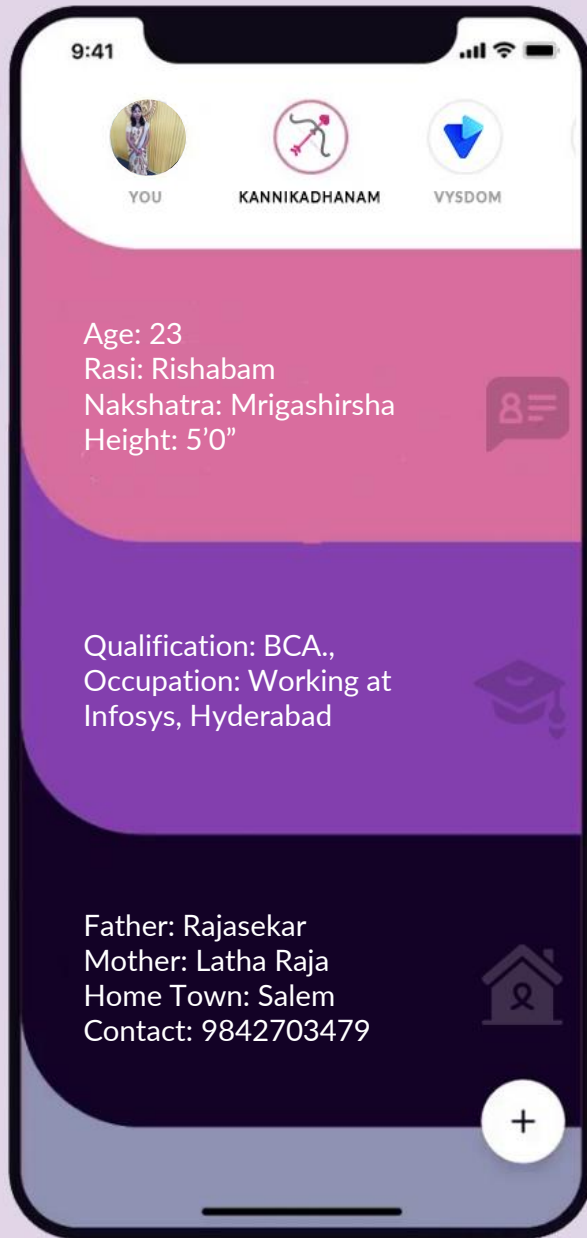 9:41
YOU
KANNIKADHANAM
VYSDOM
Age: 23
Rasi: Rishabam
Nakshatra: Mrigashirsha
Height: 5’0”
Qualification: BCA.,
Occupation: Working at
Infosys, Hyderabad
Father: Rajasekar
Mother: Latha Raja
Home Town: Salem
Contact: 9842703479
+